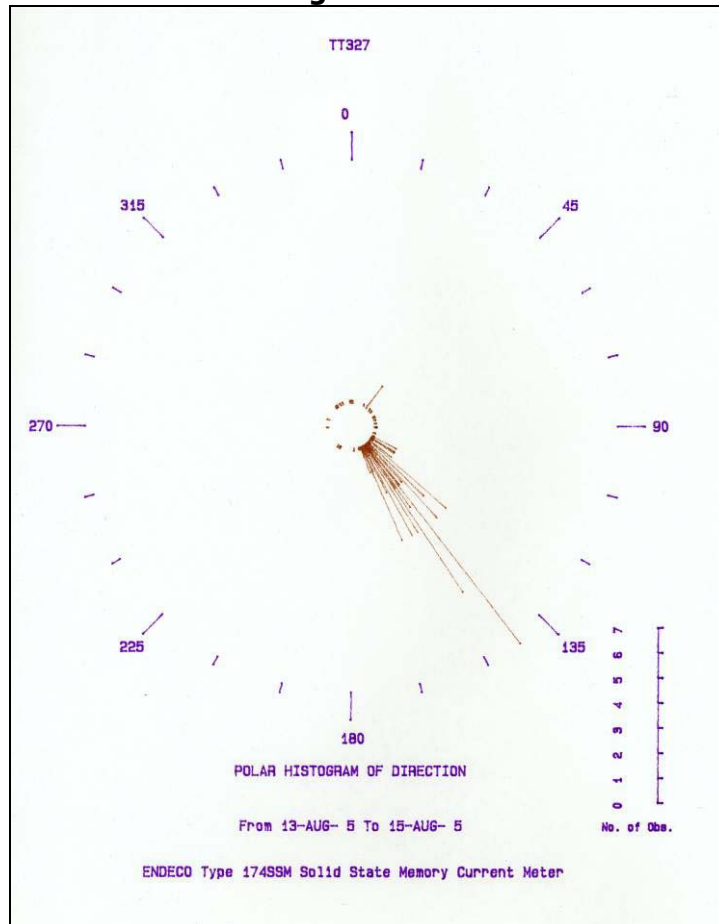 g
TT327
0
315
45
270
90
225
135
180
7
6
5
4
3
2
1
0
No. of Obs.
POLAR HISTOGRAM OF DIRECTION
From 13-AUG- 5 To 15-AUG- 5
ENDECO Type 174SSM Solid State Memory Current Meter